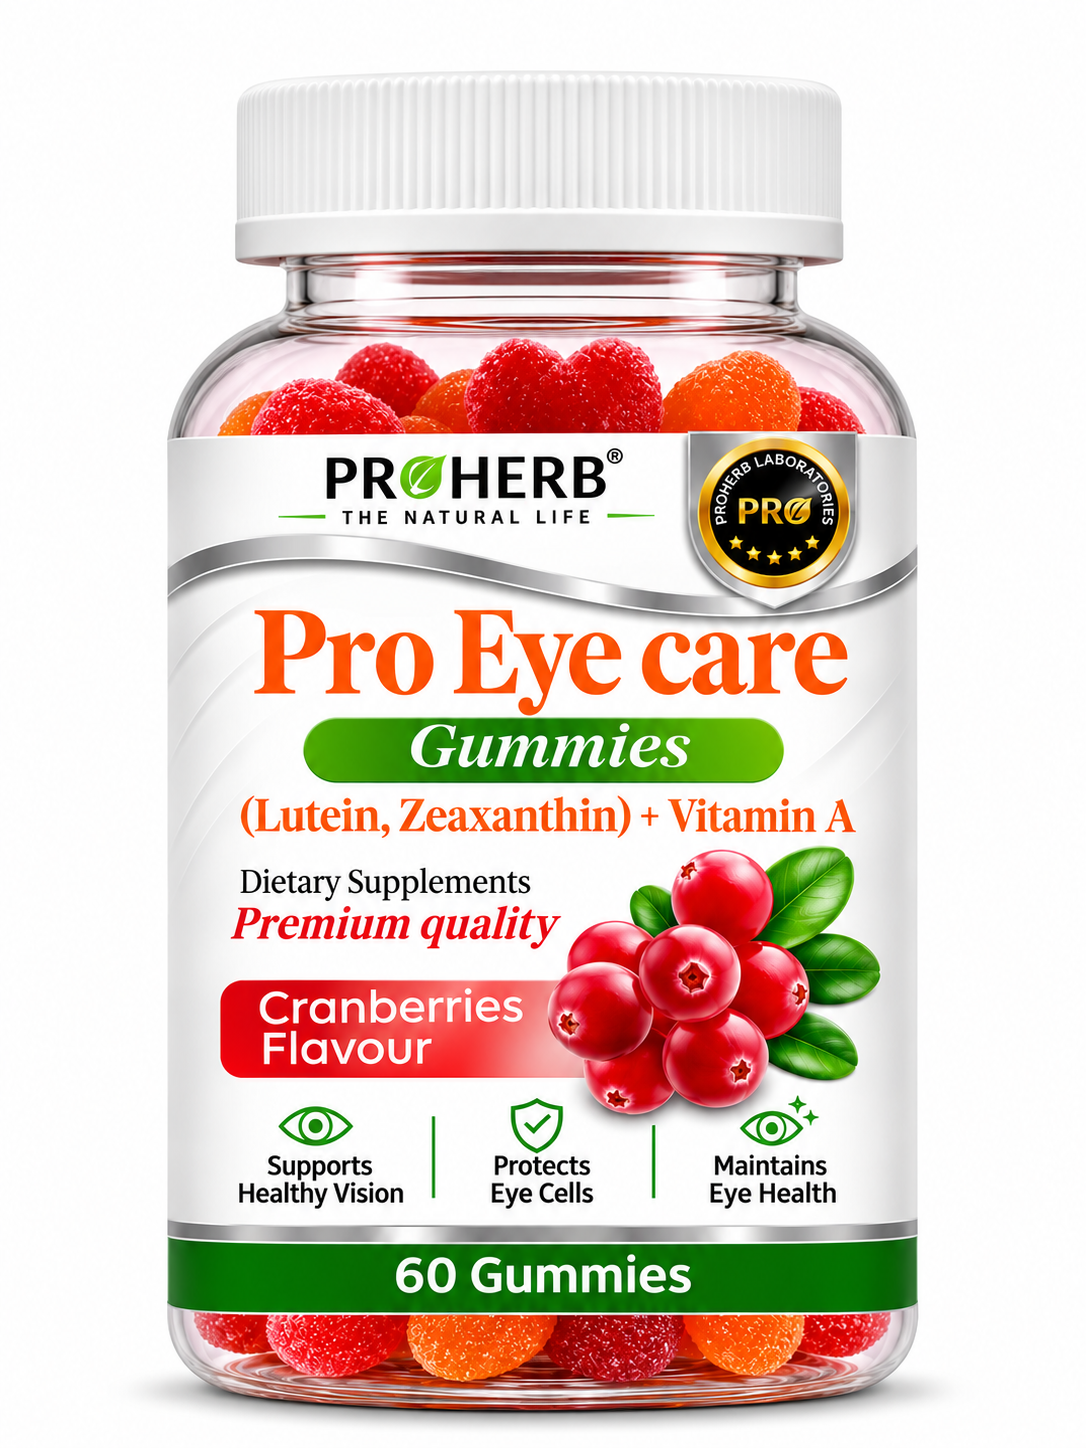 PROHERB®
THE NATURAL LIFE
PROHERB LABORATORIES
PRO
Pro Eye care
Gummies
(Lutein, Zeaxanthin) + Vitamin A
Dietary Supplements
Premium quality
Cranberries
Flavour
Supports
Healthy Vision
Protects
Eye Cells
Maintains
Eye Health
60 Gummies